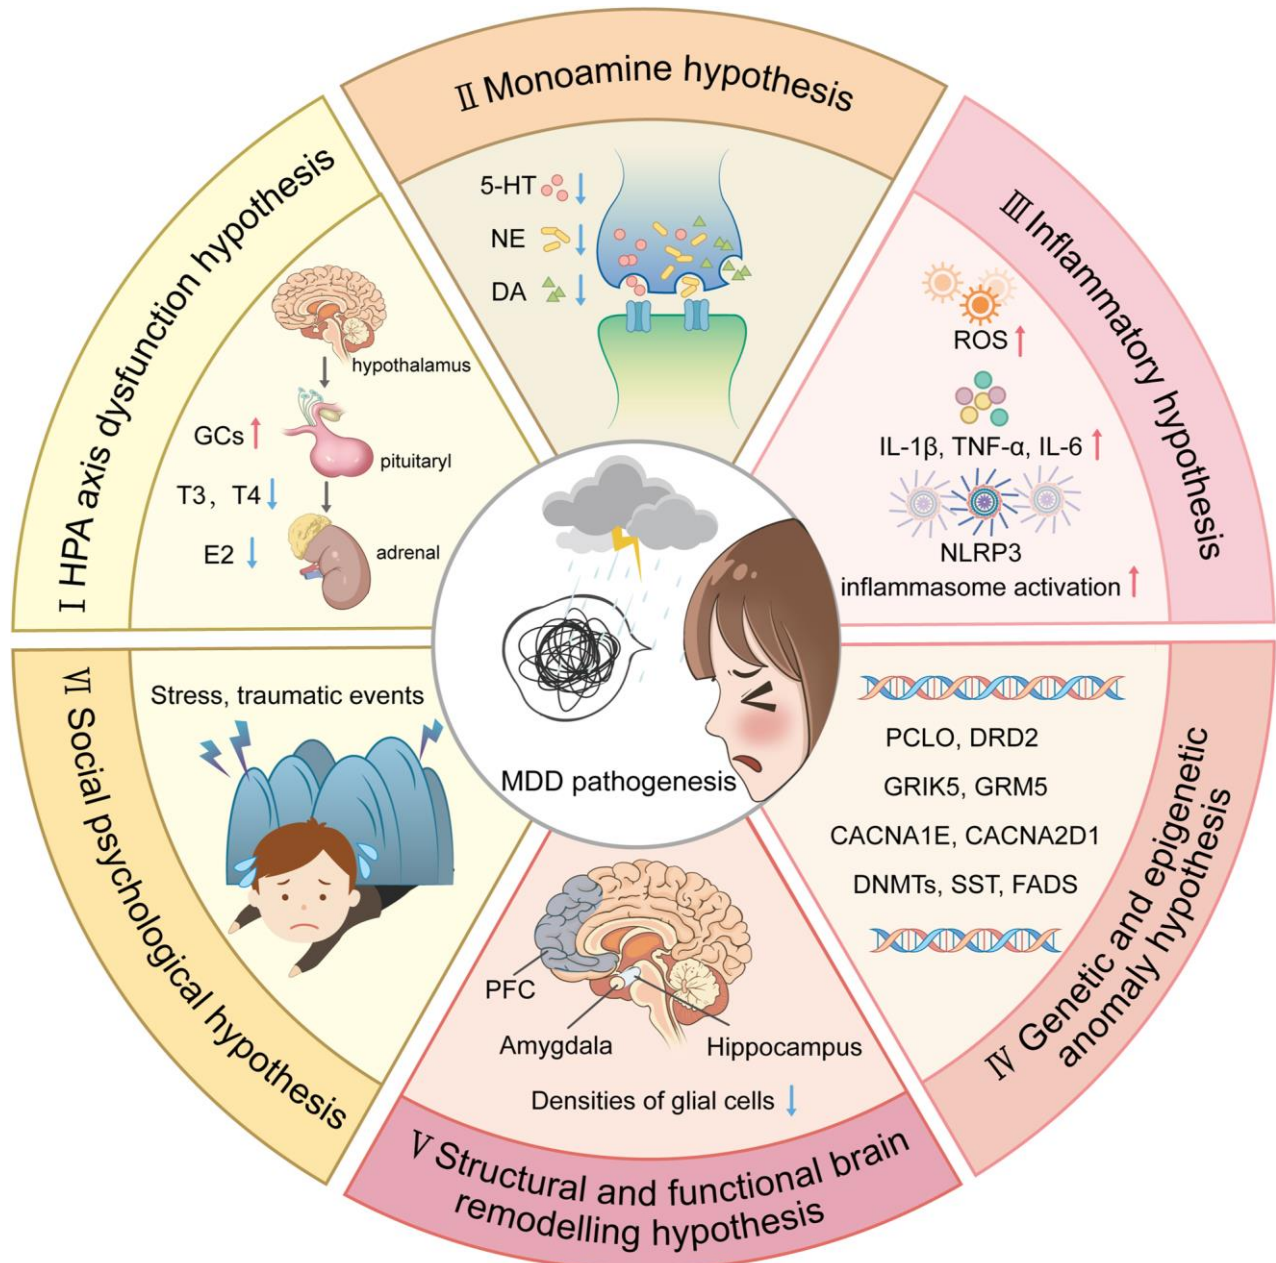 I HPA axis dysfunction hypothesis
hypothalamus
GCs ↑
pituitaryl
T3, T4 ↓
E2 ↓
adrenal
II Monoamine hypothesis
5-HT ↓
NE ↓
DA ↓
III Inflammatory hypothesis
ROS ↑
IL-1β, TNF-α, IL-6 ↑
NLRP3
inflammasome activation ↑
IV Genetic and epigenetic
anomaly hypothesis
PCLO, DRD2
GRIK5, GRM5
CACNA1E, CACNA2D1
DNMTs, SST, FADS
V Structural and functional brain
remodelling hypothesis
PFC
Amygdala
Hippocampus
Densities of glial cells ↓
VI Social psychological hypothesis
Stress, traumatic events
MDD pathogenesis